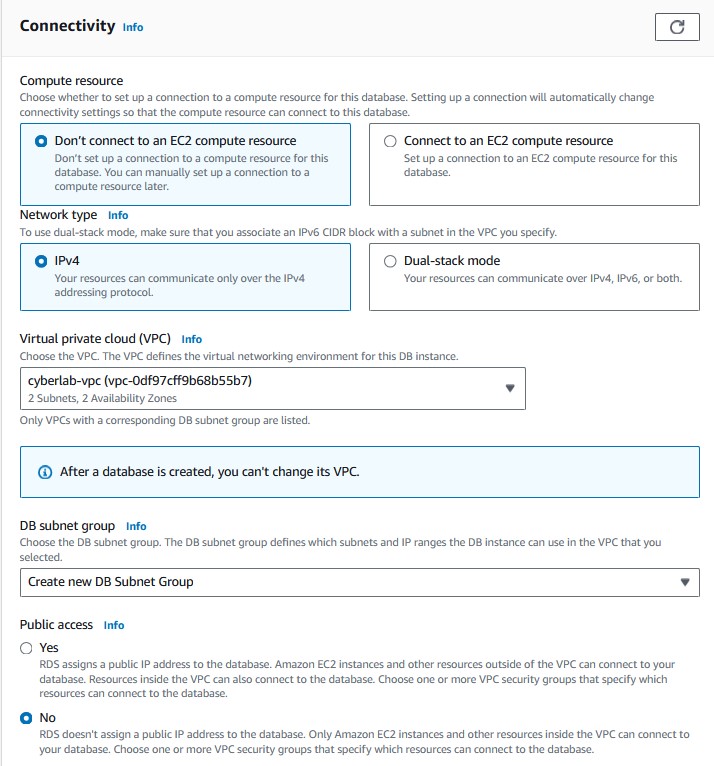 Connectivity Info
Compute resource
Choose whether to set up a connection to a compute resource for this database. Setting up a connection will automatically change
connectivity settings so that the compute resource can connect to this database.
Don't connect to an EC2 compute resource
Don't set up a connection to a compute resource for this
database. You can manually set up a connection to a
compute resource later.
Connect to an EC2 compute resource
Set up a connection to an EC2 compute resource for this
database.
Network type Info
To use dual-stack mode, make sure that you associate an IPv6 CIDR block with a subnet in the VPC you specify.
IPv4
Your resources can communicate only over the IPv4
addressing protocol.
Dual-stack mode
Your resources can communicate over IPv4, IPv6, or both.
Virtual private cloud (VPC) Info
Choose the VPC. The VPC defines the virtual networking environment for this DB instance.
cyberlab-vpc (vpc-0df97cff9b68b55b7)
2 Subnets, 2 Availability Zones
Only VPCs with a corresponding DB subnet group are listed.
After a database is created, you can't change its VPC.
DB subnet group Info
Choose the DB subnet group. The DB subnet group defines which subnets and IP ranges the DB instance can use in the VPC that you
selected.
Create new DB Subnet Group
Public access Info
Yes
RDS assigns a public IP address to the database. Amazon EC2 instances and other resources outside of the VPC can connect to your
database. Resources inside the VPC can also connect to the database. Choose one or more VPC security groups that specify which
resources can connect to the database.
No
RDS doesn't assign a public IP address to the database. Only Amazon EC2 instances and other resources inside the VPC can connect to
your database. Choose one or more VPC security groups that specify which resources can connect to the database.